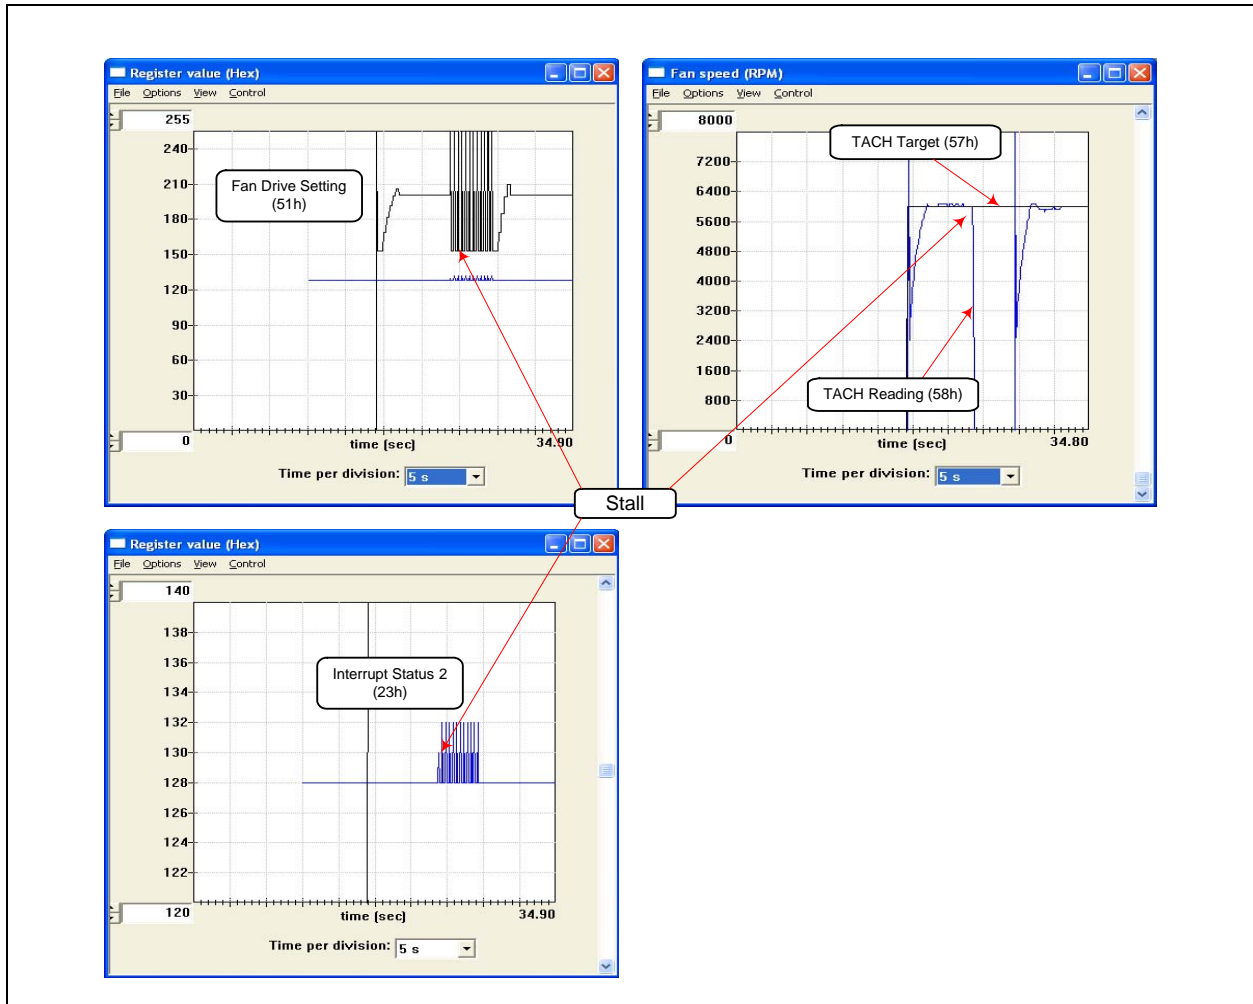 Register value (Hex)
File Options View Control
255
240
210
180
150
120
90
60
30
0
time (sec)
34.90
Time per division: 5 s
Fan Drive Setting
(51h)
Fan speed (RPM)
File Options View Control
8000
7200
6400
5600
4800
4000
3200
2400
1600
800
0
time (sec)
34.80
Time per division: 5 s
TACH Target (57h)
TACH Reading (58h)
Stall
Register value (Hex)
File Options View Control
140
138
136
134
132
130
128
126
124
122
120
time (sec)
34.90
Time per division: 5 s
Interrupt Status 2
(23h)